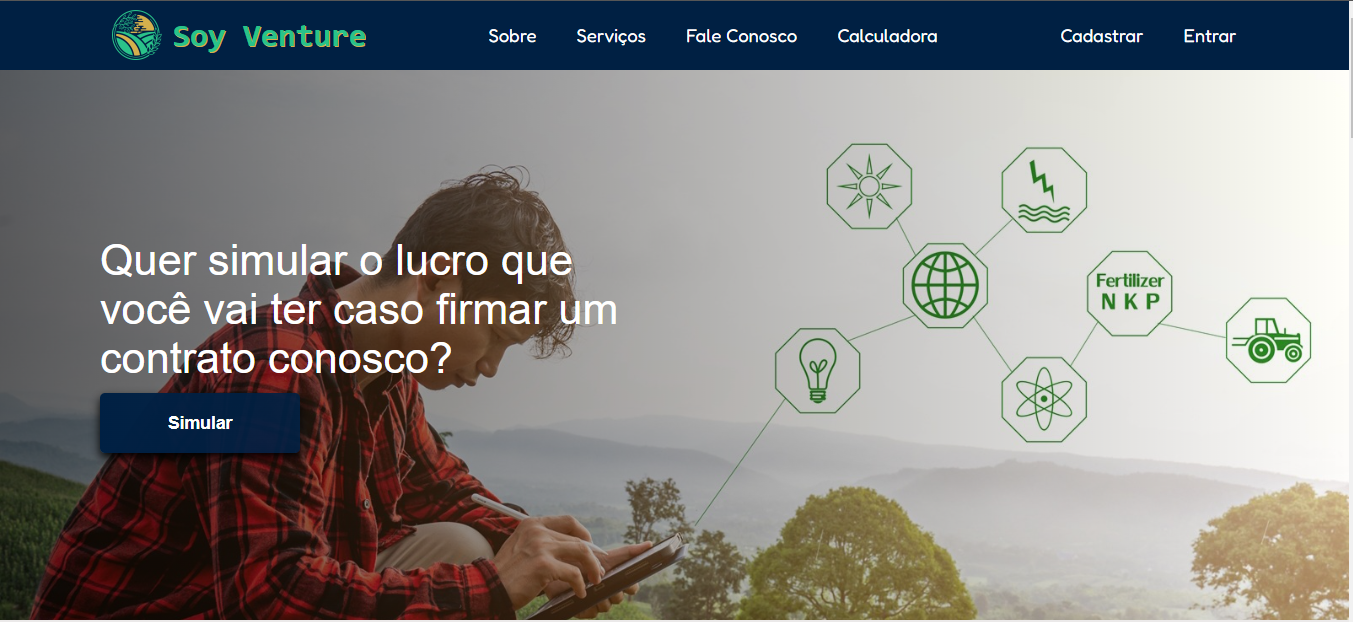 Soy Venture
Sobre
Serviços
Fale Conosco
Calculadora
Cadastrar
Entrar
Quer simular o lucro que
você vai ter caso firmar um
contrato conosco?
Simular
Fertilizer
N K P